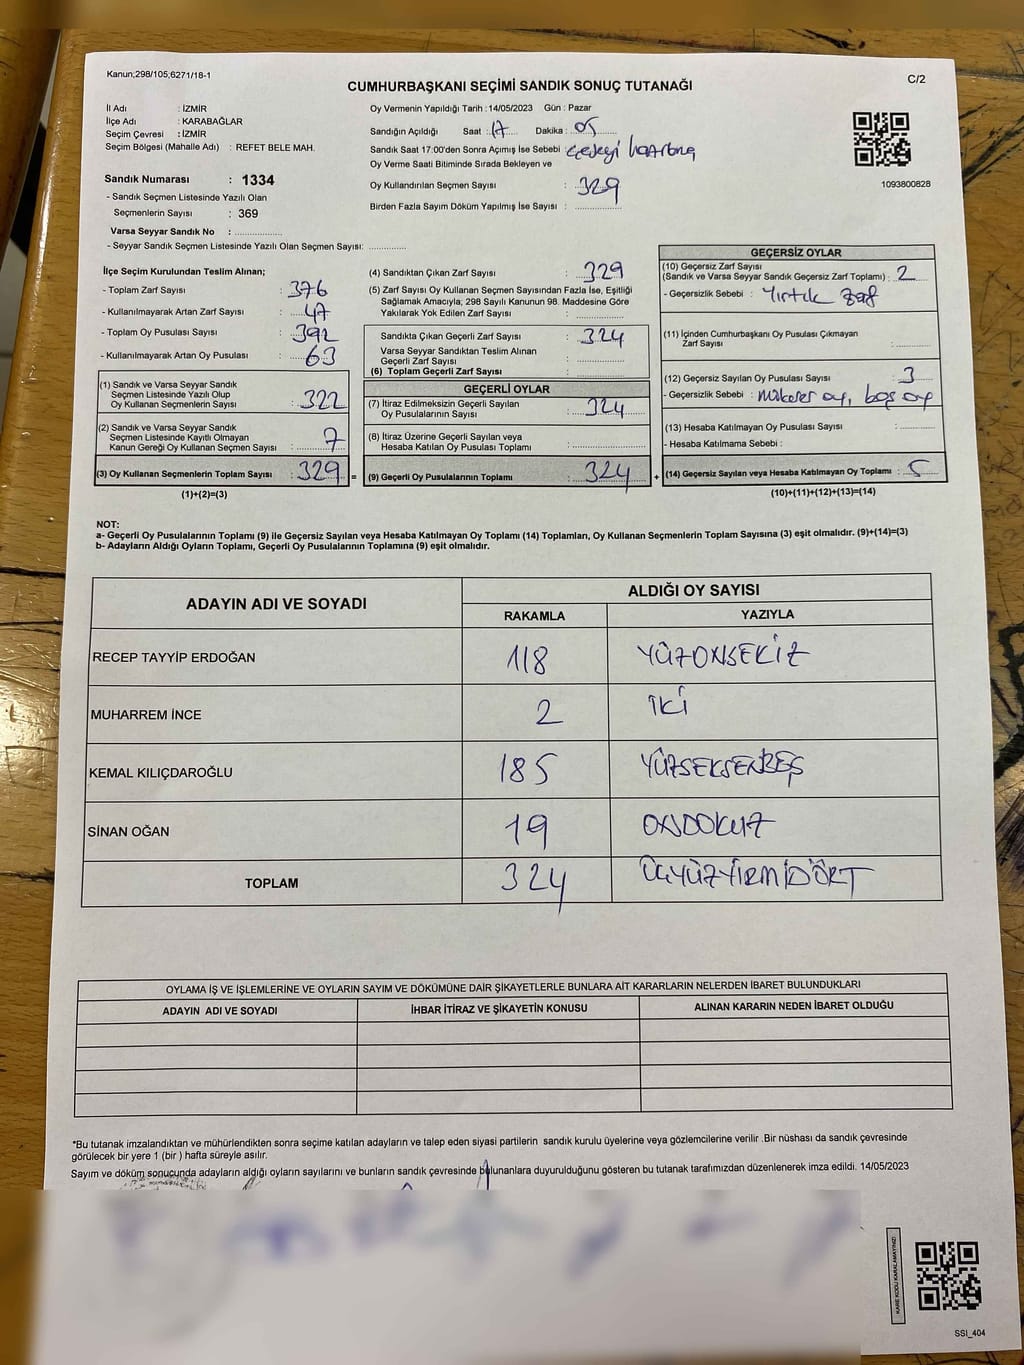 Kanun;298/105;6271/18-1
C/2
CUMHURBAŞKANI SEÇİMİ SANDIK SONUÇ TUTANAĞI
İl Adı : İZMİR
İlçe Adı : KARABAĞLAR
Seçim Çevresi : İZMİR
Seçim Bölgesi (Mahalle Adı) : REFET BELE MAH.
Sandık Numarası : 1334
- Sandık Seçmen Listesinde Yazılı Olan
Seçmenlerin Sayısı : 369
Varsa Seyyar Sandık No : ................
- Seyyar Sandık Seçmen Listesinde Yazılı Olan Seçmen Sayısı: ............
Oy Vermenin Yapıldığı Tarih : 14/05/2023 Gün : Pazar
Sandığın Açıldığı Saat : 17 Dakika : 05
Sandık Saat 17:00'den Sonra Açımış İse Sebebi :
Oy Verme Saati Bitiminde Sırada Bekleyen ve
Oy Kullandırılan Seçmen Sayısı : 329
Birden Fazla Sayım Döküm Yapılmış İse Sayısı : ................
1093800828
İlçe Seçim Kurulundan Teslim Alınan;
- Toplam Zarf Sayısı : 376
- Kullanılmayarak Artan Zarf Sayısı : 47
- Toplam Oy Pusulası Sayısı : 392
- Kullanılmayarak Artan Oy Pusulası : 63
(1) Sandık ve Varsa Seyyar Sandık
Seçmen Listesinde Yazılı Olup
Oy Kullanan Seçmenlerin Sayısı : 322
(2) Sandık ve Varsa Seyyar Sandık
Seçmen Listesinde Kayıtlı Olmayan
Kanun Gereği Oy Kullanan Seçmen Sayısı : 7
(3) Oy Kullanan Seçmenlerin Toplam Sayısı : 329 =
(1)+(2)=(3)
(4) Sandıktan Çıkan Zarf Sayısı : 329
(5) Zarf Sayısı Oy Kullanan Seçmen Sayısından Fazla İse, Eşitliği
Sağlamak Amacıyla; 298 Sayılı Kanunun 98. Maddesine Göre
Yakılarak Yok Edilen Zarf Sayısı : ................
Sandıkta Çıkan Geçerli Zarf Sayısı : 324
Varsa Seyyar Sandıktan Teslim Alınan
Geçerli Zarf Sayısı : ................
(6) Toplam Geçerli Zarf Sayısı : ................
GEÇERLİ OYLAR
(7) İtiraz Edilmeksizin Geçerli Sayılan
Oy Pusulalarının Sayısı : 324
(8) İtiraz Üzerine Geçerli Sayılan veya
Hesaba Katılan Oy Pusulası Toplamı : ................
(9) Geçerli Oy Pusulalarının Toplamı : 324 +
GEÇERSİZ OYLAR
(10) Geçersiz Zarf Sayısı
(Sandık ve Varsa Seyyar Sandık Geçersiz Zarf Toplamı) : 2
- Geçersizlik Sebebi : Yırtık zarf
(11) İçinden Cumhurbaşkanı Oy Pusulası Çıkmayan
Zarf Sayısı : ..........
(12) Geçersiz Sayılan Oy Pusulası Sayısı : 3
- Geçersizlik Sebebi : mükerrer oy, boş oy
(13) Hesaba Katılmayan Oy Pusulası Sayısı : ..........
- Hesaba Katılmama Sebebi :
(14) Geçersiz Sayılan veya Hesaba Katılmayan Oy Toplamı : 5
(10)+(11)+(12)+(13)=(14)
NOT:
a- Geçerli Oy Pusulalarının Toplamı (9) ile Geçersiz Sayılan veya Hesaba Katılmayan Oy Toplamı (14) Toplamları, Oy Kullanan Seçmenlerin Toplam Sayısına (3) eşit olmalıdır. (9)+(14)=(3)
b- Adayların Aldığı Oyların Toplamı, Geçerli Oy Pusulalarının Toplamına (9) eşit olmalıdır.
ADAYIN ADI VE SOYADI
ALDIĞI OY SAYISI
RAKAMLA YAZIYLA
RECEP TAYYİP ERDOĞAN 118 YÜZONSEKİZ
MUHARREM İNCE 2 İKİ
KEMAL KILIÇDAROĞLU 185 YÜZSEKSENBEŞ
SİNAN OĞAN 19 ONDOKUZ
TOPLAM 324 ÜÇYÜZYİRMİDÖRT
OYLAMA İŞ VE İŞLEMLERİNE VE OYLARIN SAYIM VE DÖKÜMÜNE DAİR ŞİKAYETLERLE BUNLARA AİT KARARLARIN NELERDEN İBARET BULUNDUKLARI
ADAYIN ADI VE SOYADI İHBAR İTİRAZ VE ŞİKAYETİN KONUSU ALINAN KARARIN NEDEN İBARET OLDUĞU
*Bu tutanak imzalandıktan ve mühürlendikten sonra seçime katılan adayların ve talep eden siyasi partilerin sandık kurulu üyelerine veya gözlemcilerine verilir .Bir nüshası da sandık çevresinde
görülecek bir yere 1 (bir ) hafta süreyle asılır.
Sayım ve döküm sonucunda adayların aldığı oyların sayılarını ve bunların sandık çevresinde bulunanlara duyurulduğunu gösteren bu tutanak tarafımızdan düzenlenerek imza edildi. 14/05/2023
KARE KODU KARALAMAYINIZ!
SSI_404